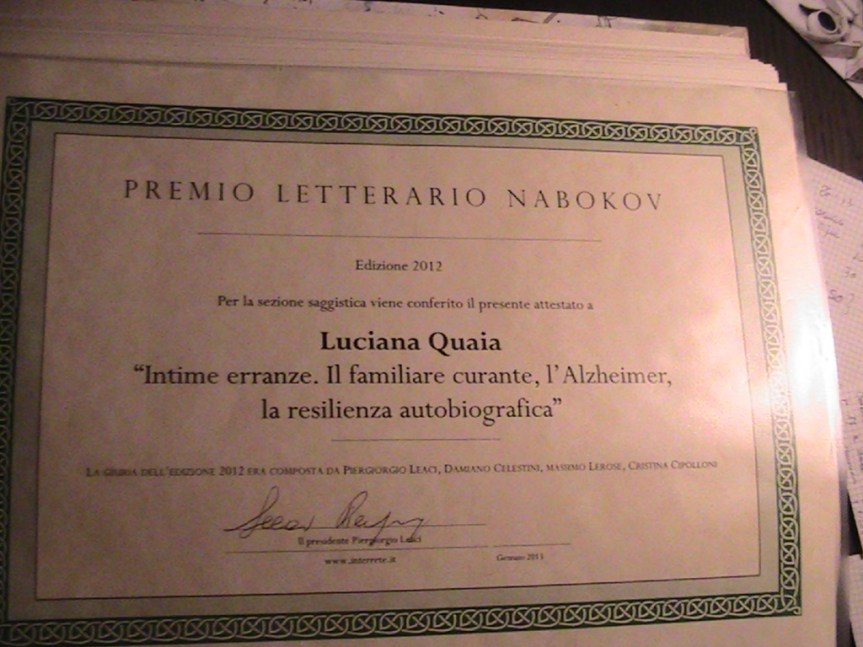 PREMIO LETTERARIO NABOKOV
Edizione 2012
Per la sezione saggistica viene conferito il presente attestato a
Luciana Quaia
“Intime erranze. Il familiare curante, l’Alzheimer,
la resilienza autobiografica”
La giuria dell’edizione 2012 era composta da Piergiorgio Leaci, Damiano Celestini, massimo Lerose, Cristina Cipolloni
Il presidente Piergiorgio Leaci
www.interrete.it
Gennaio 2013